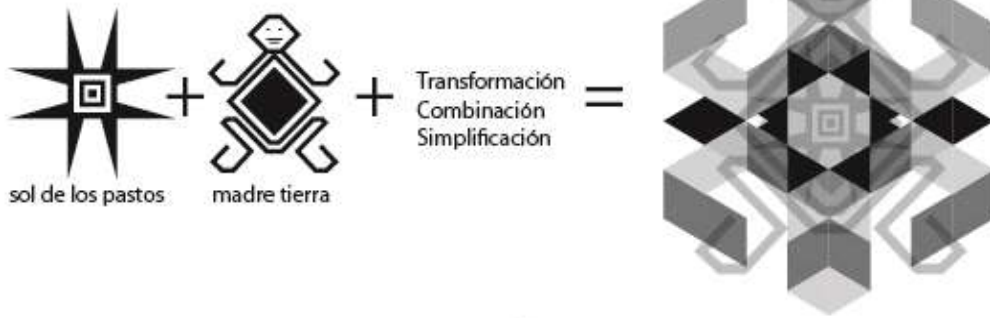 Transformación
Combinación
Simplificación
sol de los pastos
madre tierra